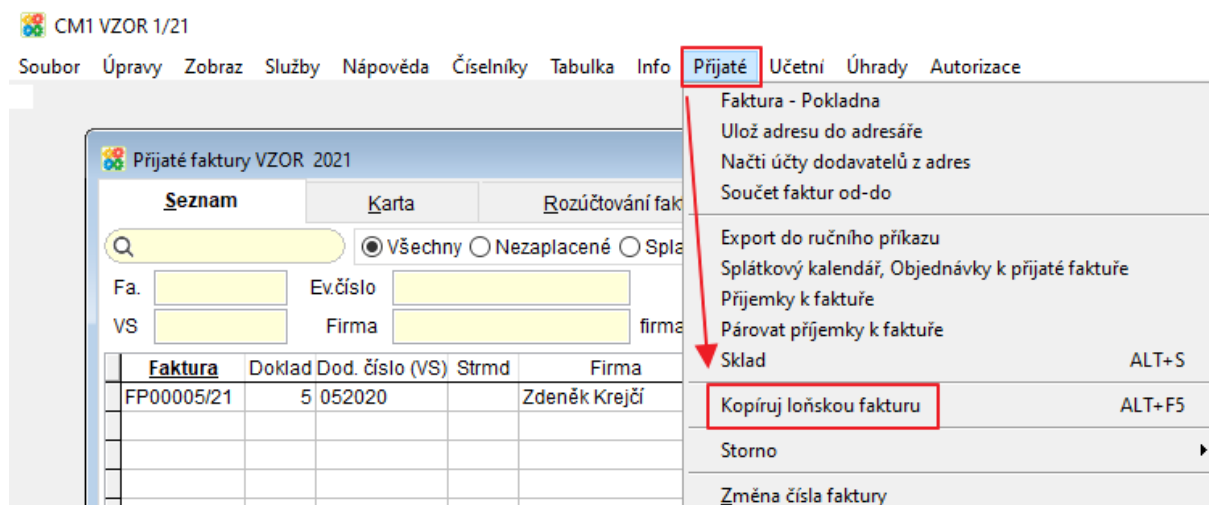 CM1 VZOR 1/21
Soubor Úpravy Zobraz Služby Nápověda Číselníky Tabulka Info Přijaté Učetní Úhrady Autorizace
Přijaté faktury VZOR 2021
Seznam Karta Rozúčtování fakt
Všechny Nezaplacené Spla
Fa. Ev.číslo
VS Firma firma
Faktura Doklad Dod. číslo (VS) Strmd Firma
FP00005/21 5 052020 Zdeněk Krejčí
Faktura - Pokladna
Ulož adresu do adresáře
Načti účty dodavatelů z adres
Součet faktur od-do
Export do ručního příkazu
Splátkový kalendář, Objednávky k přijaté faktuře
Přijemky k faktuře
Párovat příjemky k faktuře
Sklad ALT+S
Kopíruj loňskou fakturu ALT+F5
Storno
Změna čísla faktury